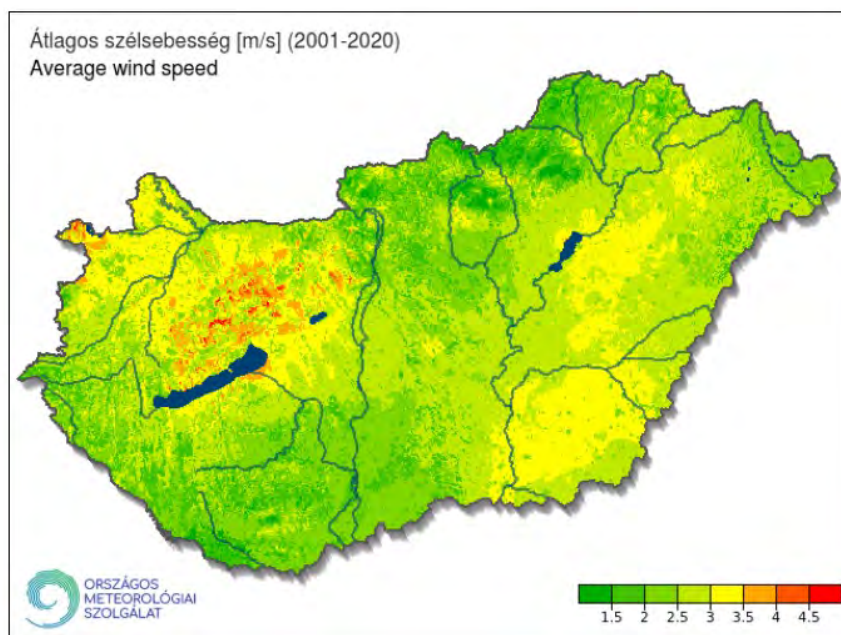 Átlagos szélsebesség [m/s] (2001-2020)
Average wind speed
ORSZÁGOS
METEOROLÓGIAI
SZOLGÁLAT
1.5 2 2.5 3 3.5 4 4.5